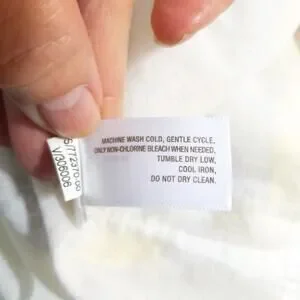 MACHINE WASH COLD, GENTLE CYCLE.
ONLY NON-CHLORINE BLEACH WHEN NEEDED.
TUMBLE DRY LOW,
COOL IRON,
DO NOT DRY CLEAN.
V/306006